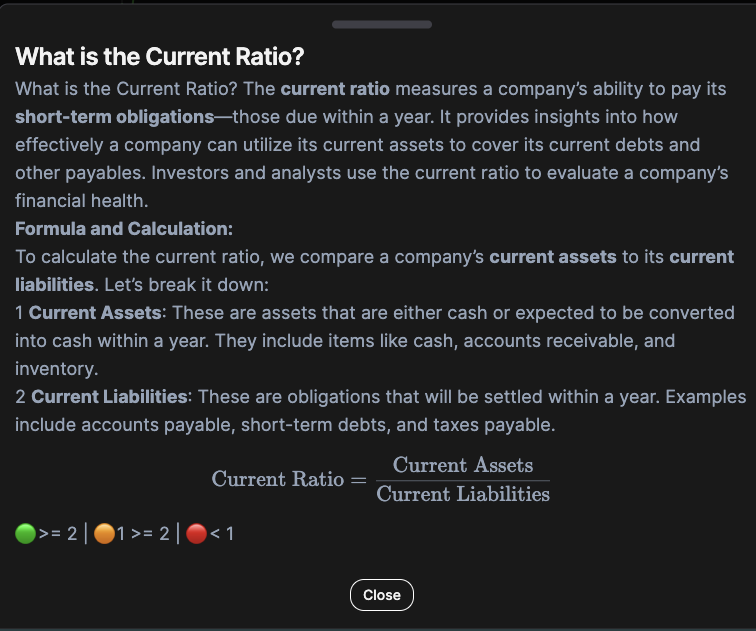 What is the Current Ratio?
What is the Current Ratio? The current ratio measures a company’s ability to pay its
short-term obligations—those due within a year. It provides insights into how
effectively a company can utilize its current assets to cover its current debts and
other payables. Investors and analysts use the current ratio to evaluate a company’s
financial health.
Formula and Calculation:
To calculate the current ratio, we compare a company’s current assets to its current
liabilities. Let’s break it down:
1 Current Assets: These are assets that are either cash or expected to be converted
into cash within a year. They include items like cash, accounts receivable, and
inventory.
2 Current Liabilities: These are obligations that will be settled within a year. Examples
include accounts payable, short-term debts, and taxes payable.
Current Ratio = Current Assets
Current Liabilities
🟢>= 2 | 🟠1 >= 2 | 🔴< 1
Close